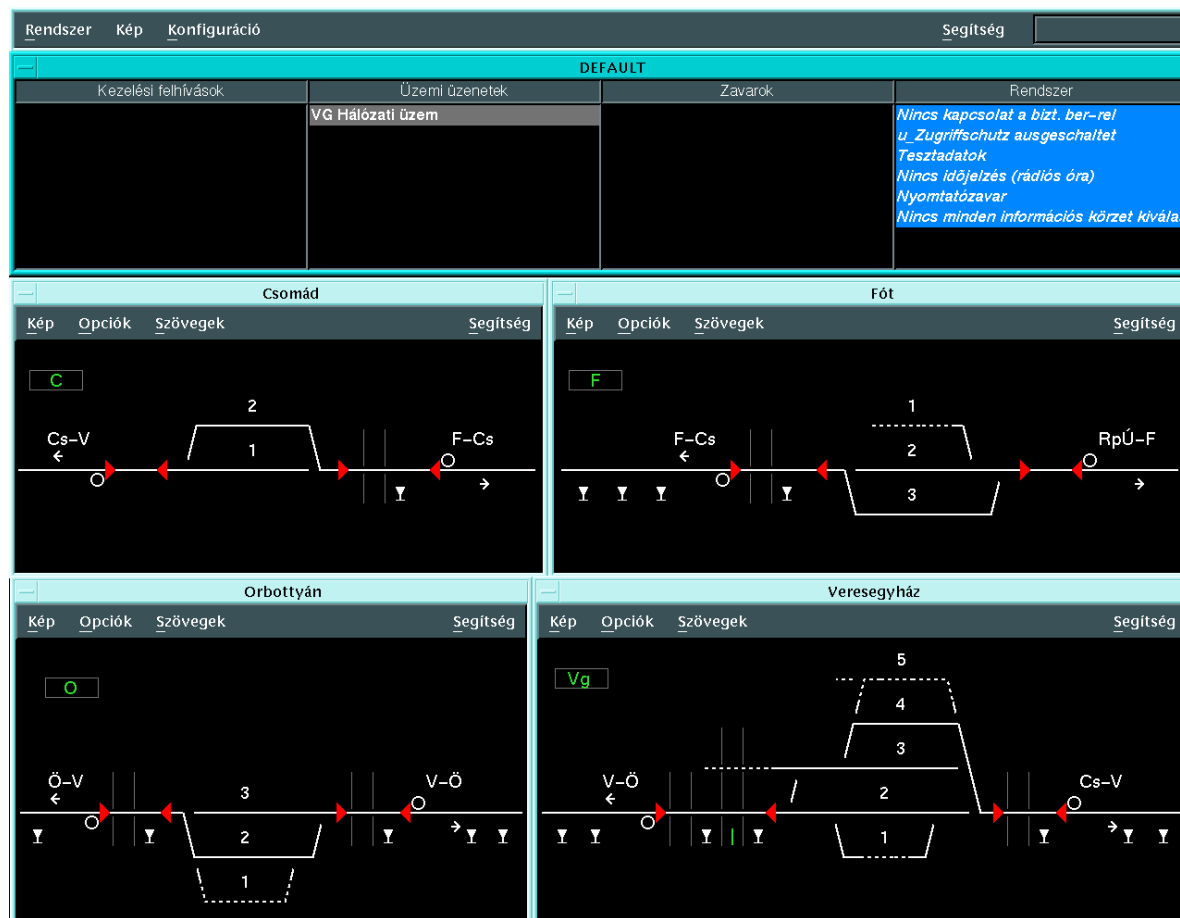 Rendszer Kép Konfiguráció Segítség
DEFAULT
Kezelési felhívások Üzemi üzenetek Zavarok Rendszer
VG Hálózati üzem
Nincs kapcsolat a bizt. ber-rel
u_Zugriffschutz ausgeschaltet
Tesztadatok
Nincs idõjelzés (rádiós óra)
Nyomtatózavar
Nincs minden információs körzet kivála
Csomád
Kép Opciók Szövegek Segítség
C
2
Cs-V 1 F-Cs
Fót
Kép Opciók Szövegek Segítség
F
1
F-Cs 2 RpÚ-F
3
Orbottyán
Kép Opciók Szövegek Segítség
O
Ö-V 3 V-Ö
2
1
Veresegyház
Kép Opciók Szövegek Segítség
Vg
5
4
3
V-Ö 2 Cs-V
1